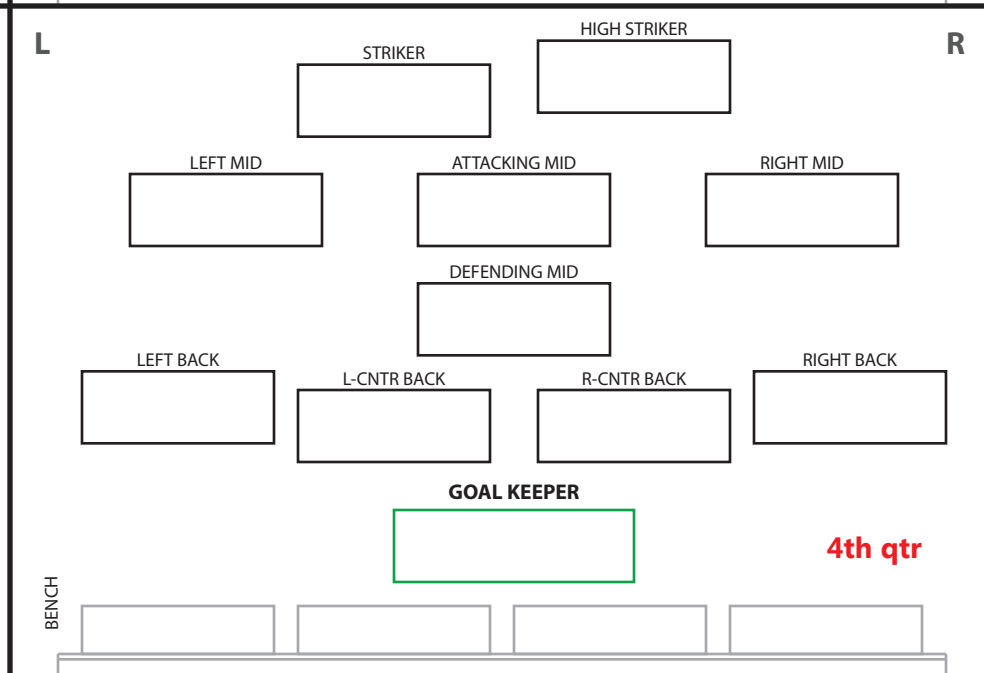 L
R
HIGH STRIKER
STRIKER
LEFT MID
ATTACKING MID
RIGHT MID
DEFENDING MID
LEFT BACK
RIGHT BACK
L-CNTR BACK
R-CNTR BACK
GOAL KEEPER
4th qtr
BENCH